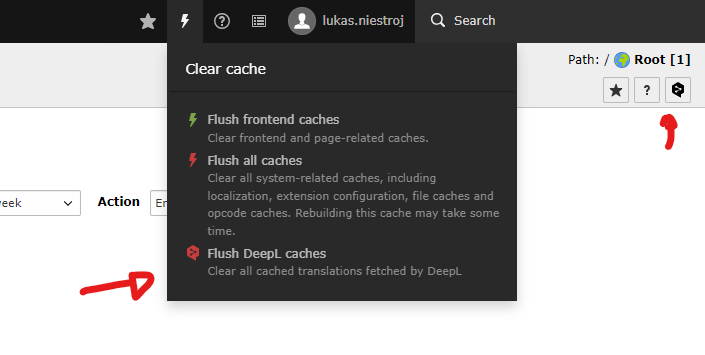 lukas.niestroj
Search
Clear cache
Path: / Root [1]
?
Flush frontend caches
Clear frontend and page-related caches.
Flush all caches
Clear all system-related caches, including
localization, extension configuration, file caches and
opcode caches. Rebuilding this cache may take some
time.
week
Action
En
Flush DeepL caches
Clear all cached translations fetched by DeepL